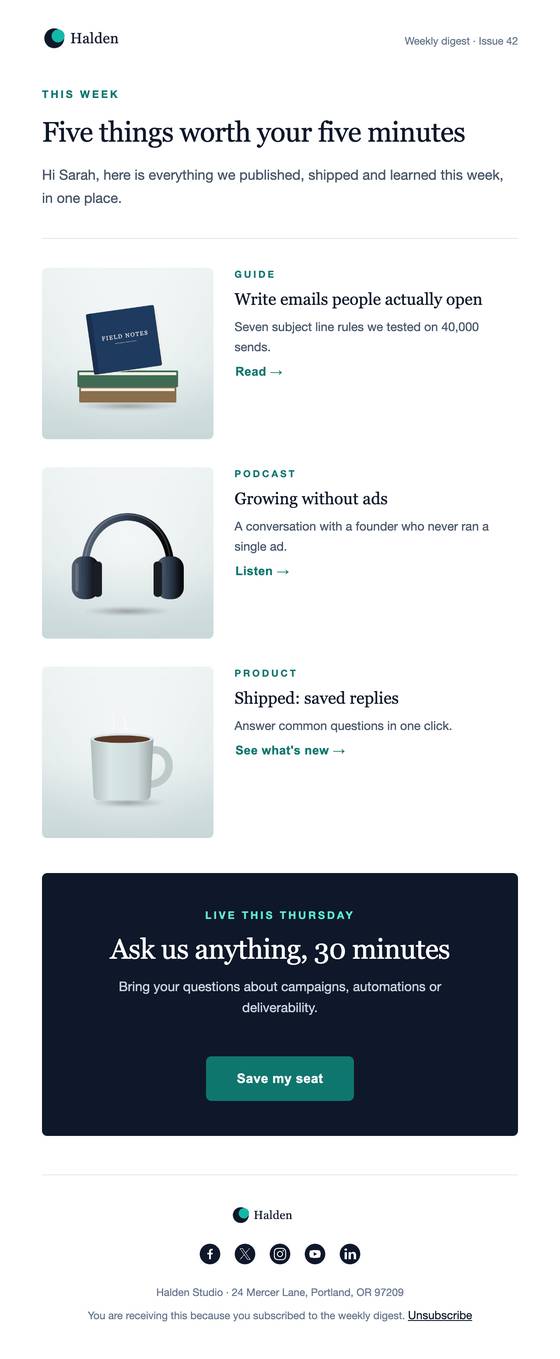 Halden
Weekly digest · Issue 42
THIS WEEK
Five things worth your five minutes
Hi Sarah, here is everything we published, shipped and learned this week,
in one place.
FIELD NOTES
GUIDE
Write emails people actually open
Seven subject line rules we tested on 40,000
sends.
Read →
PODCAST
Growing without ads
A conversation with a founder who never ran a
single ad.
Listen →
PRODUCT
Shipped: saved replies
Answer common questions in one click.
See what's new →
LIVE THIS THURSDAY
Ask us anything, 30 minutes
Bring your questions about campaigns, automations or
deliverability.
Save my seat
Halden
Halden Studio · 24 Mercer Lane, Portland, OR 97209
You are receiving this because you subscribed to the weekly digest. Unsubscribe